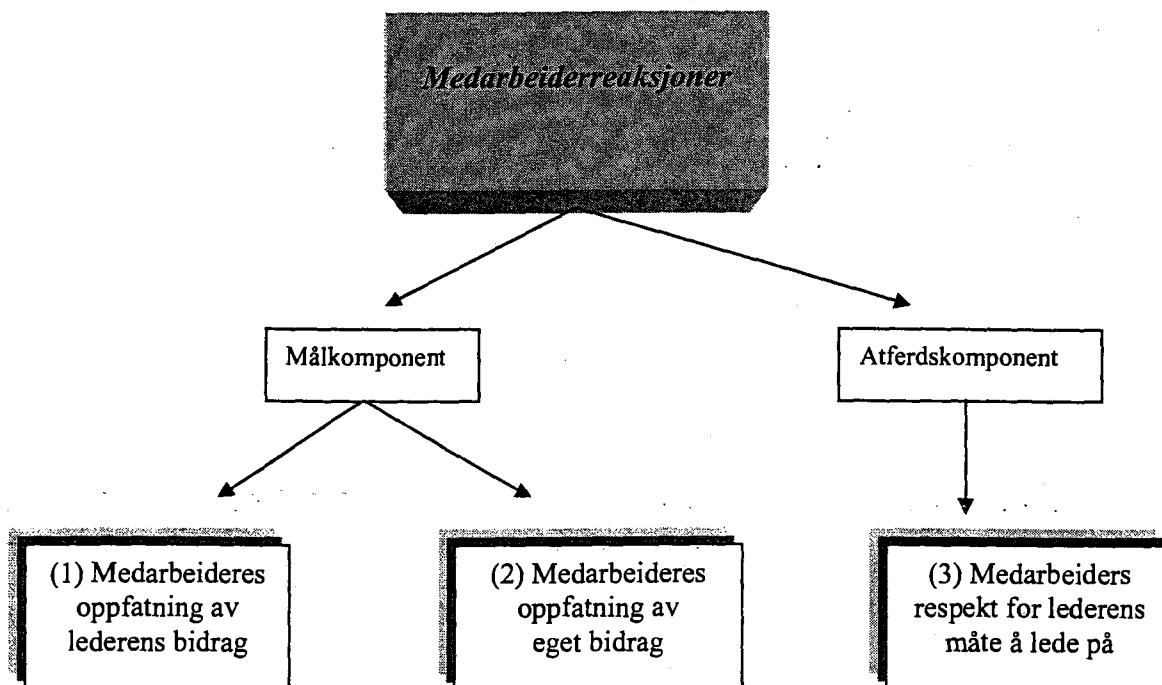 Medarbeiderreaksjoner
Målkomponent
Atferdskomponent
(1) Medarbeideres
oppfatning av
lederens bidrag
(2) Medarbeideres
oppfatning av
eget bidrag
(3) Medarbeiders
respekt for lederens
måte å lede på